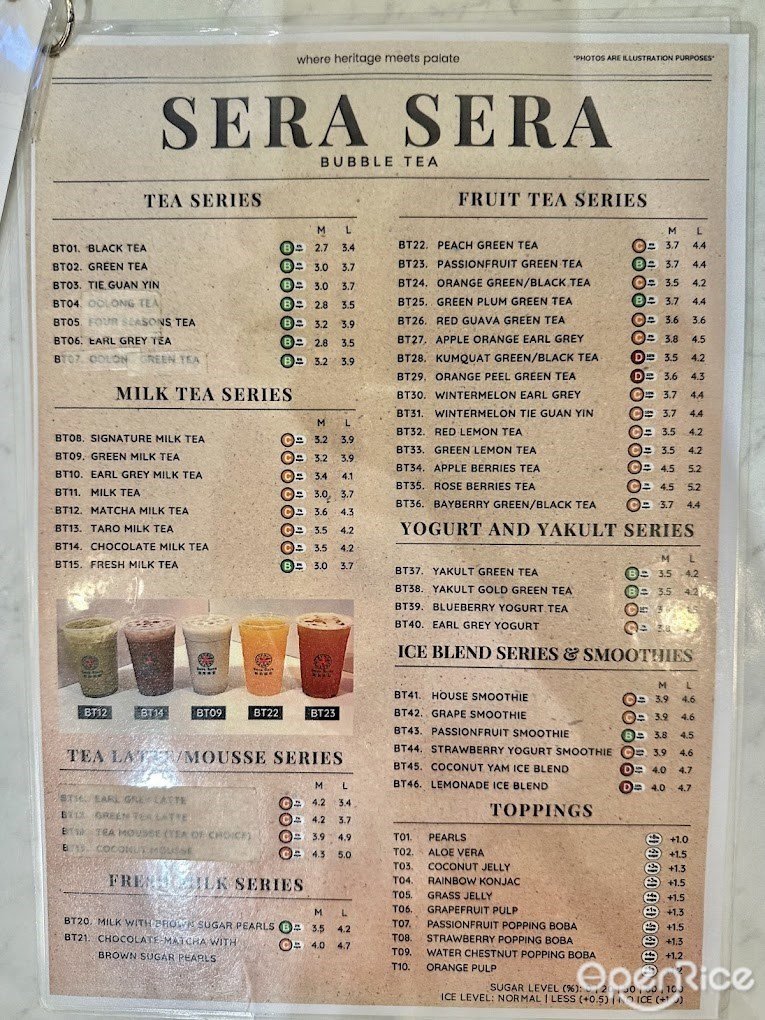 where heritage meets palate
*PHOTOS ARE ILLUSTRATION PURPOSES*
SERA SERA
BUBBLE TEA
TEA SERIES
M L
BT01. BLACK TEA B 2.7 3.4
BT02. GREEN TEA B 3.0 3.7
BT03. TIE GUAN YIN B 3.0 3.7
BT04. OOLONG TEA B 2.8 3.5
BT05. FOUR SEASONS TEA B 3.2 3.9
BT06. EARL GREY TEA B 2.8 3.5
BT07. OOLONG GREEN TEA B 3.2 3.9
MILK TEA SERIES
M L
BT08. SIGNATURE MILK TEA C 3.2 3.9
BT09. GREEN MILK TEA C 3.2 3.9
BT10. EARL GREY MILK TEA C 3.4 4.1
BT11. MILK TEA C 3.0 3.7
BT12. MATCHA MILK TEA C 3.6 4.3
BT13. TARO MILK TEA C 3.5 4.2
BT14. CHOCOLATE MILK TEA C 3.5 4.2
BT15. FRESH MILK TEA B 3.0 3.7
BT12 BT14 BT09 BT22 BT23
TEA LATTE/MOUSSE SERIES
M L
BT16. EARL GREY LATTE C 4.2 3.4
BT17. GREEN TEA LATTE C 4.2 3.7
BT18. TEA MOUSSE (TEA OF CHOICE) C 3.9 4.9
BT19. COCONUT MOUSSE C 4.3 5.0
FRESH MILK SERIES
M L
BT20. MILK WITH BROWN SUGAR PEARLS B 3.5 4.2
BT21. CHOCOLATE MATCHA WITH C 4.0 4.7
BROWN SUGAR PEARLS
FRUIT TEA SERIES
M L
BT22. PEACH GREEN TEA C 3.7 4.4
BT23. PASSIONFRUIT GREEN TEA B 3.7 4.4
BT24. ORANGE GREEN/BLACK TEA C 3.5 4.2
BT25. GREEN PLUM GREEN TEA B 3.7 4.4
BT26. RED GUAVA GREEN TEA C 3.6 3.6
BT27. APPLE ORANGE EARL GREY C 3.8 4.5
BT28. KUMQUAT GREEN/BLACK TEA D 3.5 4.2
BT29. ORANGE PEEL GREEN TEA D 3.6 4.3
BT30. WINTERMELON EARL GREY C 3.7 4.4
BT31. WINTERMELON TIE GUAN YIN C 3.7 4.4
BT32. RED LEMON TEA C 3.5 4.2
BT33. GREEN LEMON TEA C 3.5 4.2
BT34. APPLE BERRIES TEA C 4.5 5.2
BT35. ROSE BERRIES TEA C 4.5 5.2
BT36. BAYBERRY GREEN/BLACK TEA C 3.7 4.4
YOGURT AND YAKULT SERIES
M L
BT37. YAKULT GREEN TEA B 3.5 4.2
BT38. YAKULT GOLD GREEN TEA B 3.5 4.2
BT39. BLUEBERRY YOGURT TEA C
BT40. EARL GREY YOGURT C
ICE BLEND SERIES & SMOOTHIES
M L
BT41. HOUSE SMOOTHIE C 3.9 4.6
BT42. GRAPE SMOOTHIE C 3.9 4.6
BT43. PASSIONFRUIT SMOOTHIE B 3.8 4.5
BT44. STRAWBERRY YOGURT SMOOTHIE C 3.9 4.6
BT45. COCONUT YAM ICE BLEND D 4.0 4.7
BT46. LEMONADE ICE BLEND D 4.0 4.7
TOPPINGS
T01. PEARLS +1.0
T02. ALOE VERA +1.5
T03. COCONUT JELLY +1.3
T04. RAINBOW KONJAC +1.5
T05. GRASS JELLY +1.5
T06. GRAPEFRUIT PULP +1.3
T07. PASSIONFRUIT POPPING BOBA +1.5
T08. STRAWBERRY POPPING BOBA +1.3
T09. WATER CHESTNUT POPPING BOBA +1.2
T10. ORANGE PULP
SUGAR LEVEL (%): 100
ICE LEVEL: NORMAL | LESS (+0.5) | NO ICE (+1.0)
OpenRice